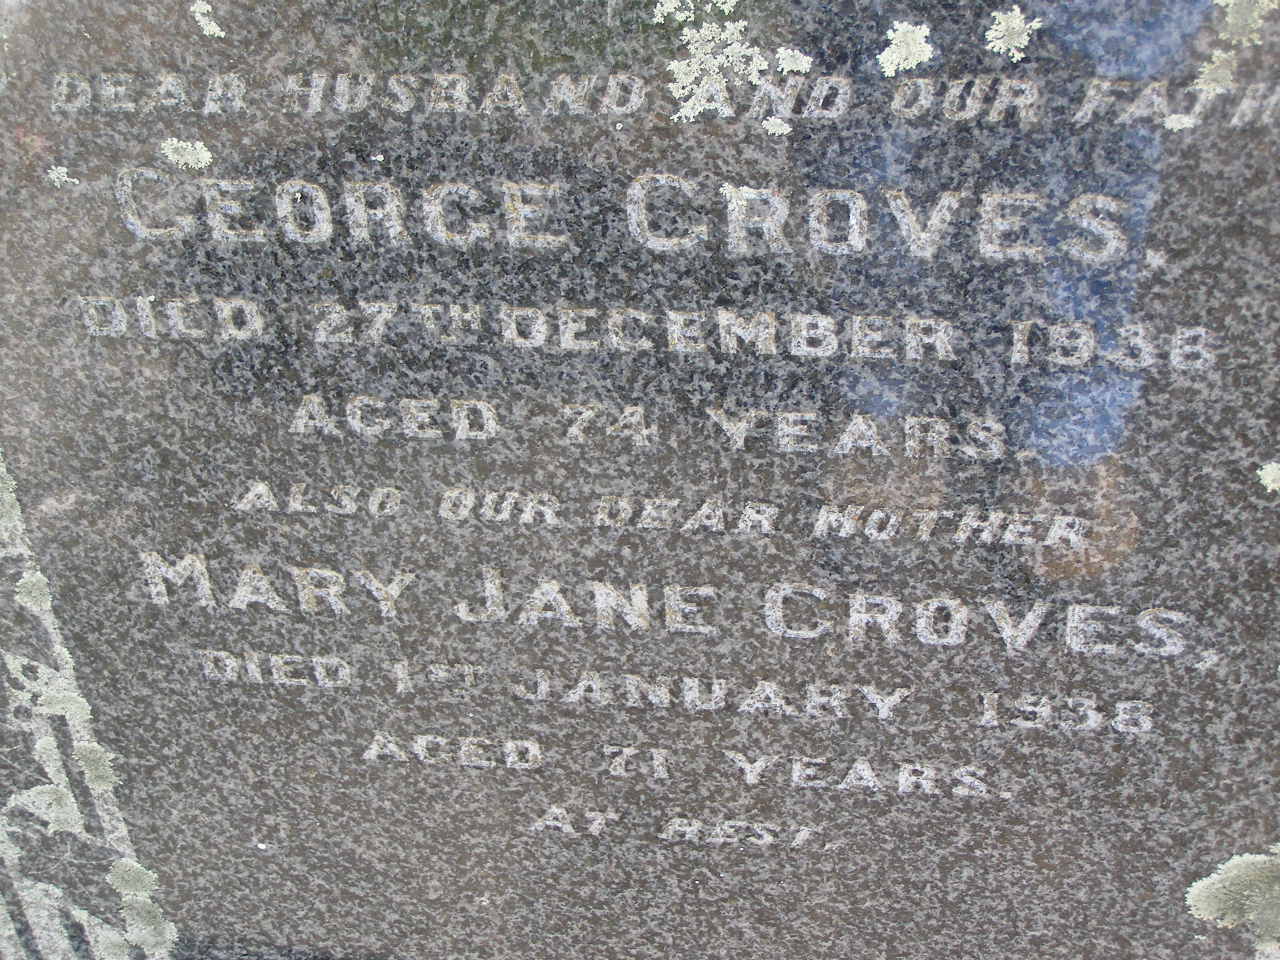 DEAR HUSBAND AND OUR FATH
GEORGE GROVES.
DIED 27TH DECEMBER 1936
AGED 74 YEARS.
ALSO OUR DEAR MOTHER
MARY JANE GROVES,
DIED 1ST JANUARY 1938
AGED 71 YEARS.
AT REST,